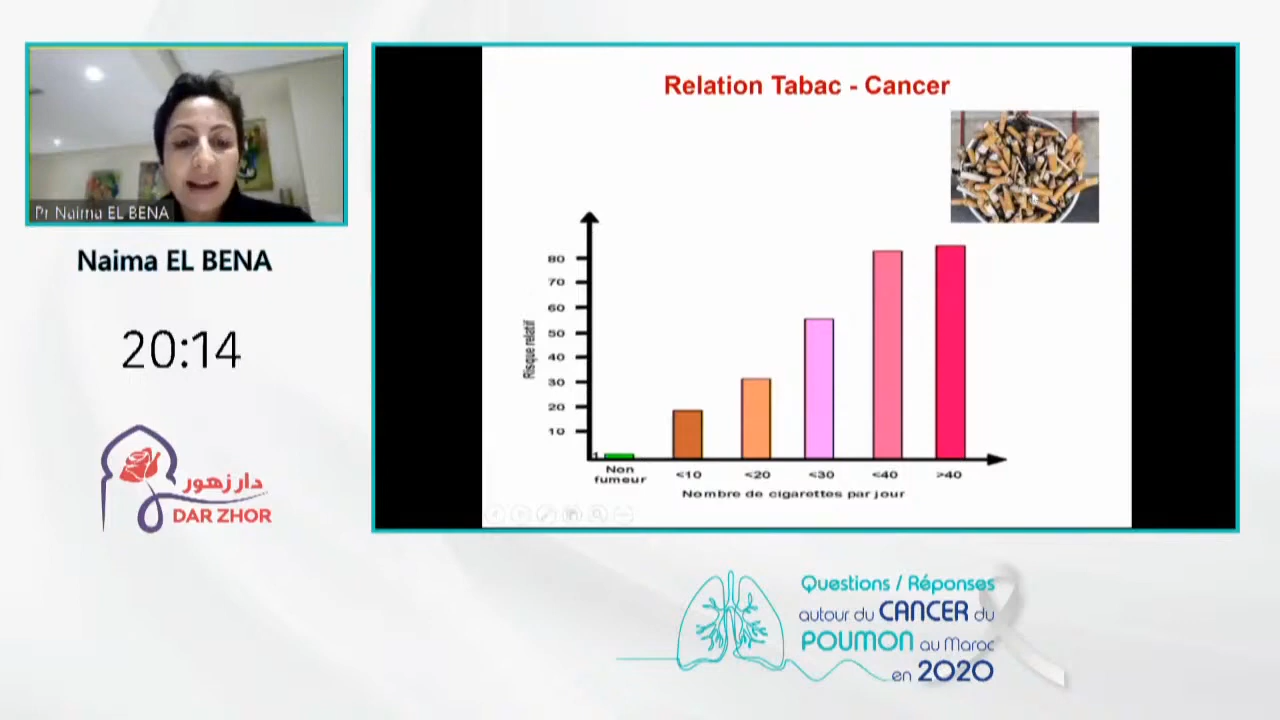 Relation Tabac - Cancer
Pr Naima EL BENA
Naima EL BENA
20:14
دار زهور
DAR ZHOR
Risque relatif
80
70
60
50
40
30
20
10
1
Non fumeur
<10
<20
<30
<40
>40
Nombre de cigarettes par jour
Questions / Réponses
autour du CANCER du
POUMON au Maroc
en 2020